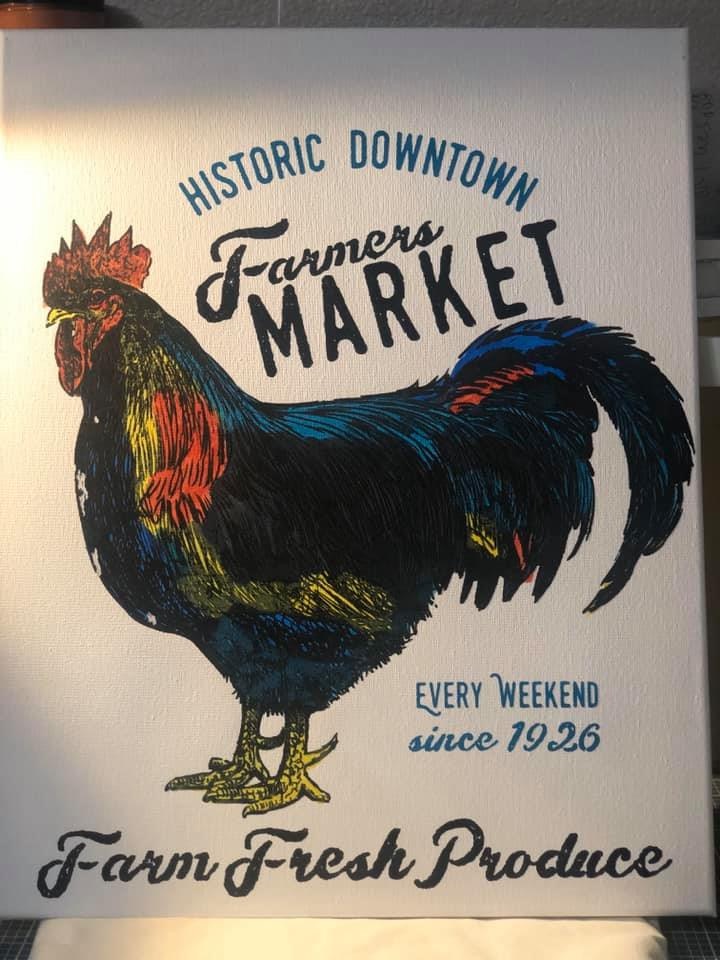 HISTORIC DOWNTOWN
Farmers
MARKET
EVERY WEEKEND
since 1926
Farm Fresh Produce